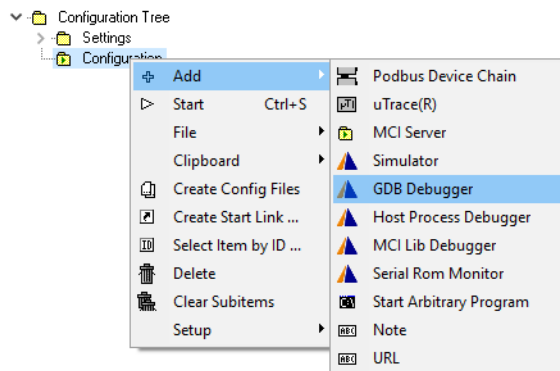 Configuration Tree
Settings
Configuration
Add
Start Ctrl+S
File
Clipboard
Create Config Files
Create Start Link ...
Select Item by ID ...
Delete
Clear Subitems
Setup
Podbus Device Chain
uTrace(R)
MCI Server
Simulator
GDB Debugger
Host Process Debugger
MCI Lib Debugger
Serial Rom Monitor
Start Arbitrary Program
Note
URL